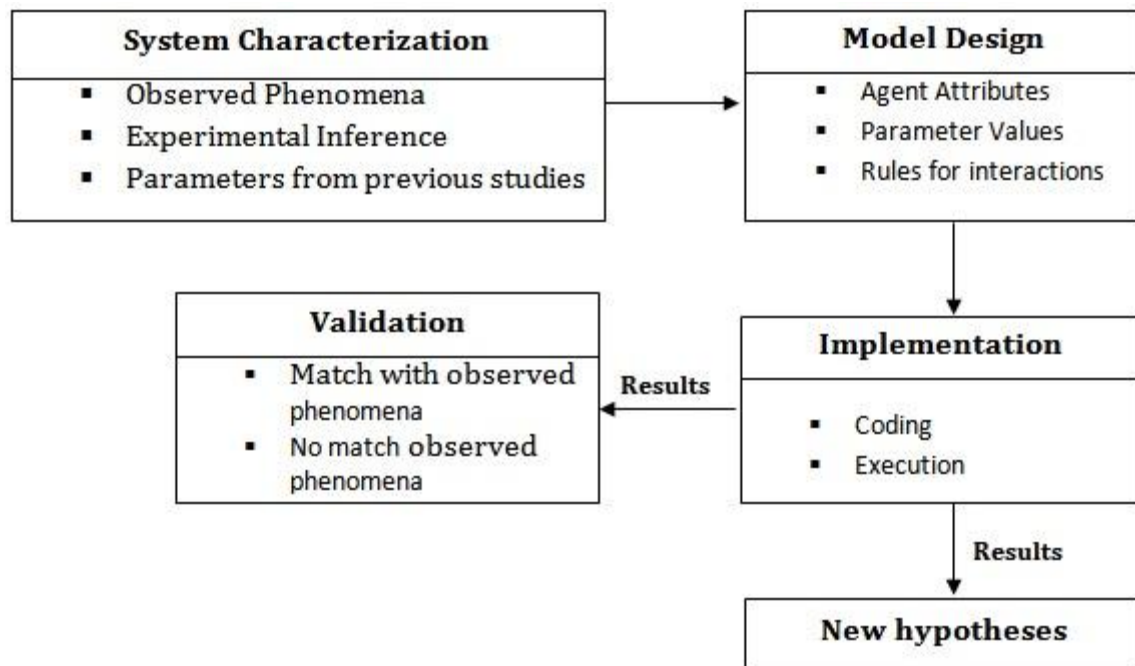 System Characterization
▪ Observed Phenomena
▪ Experimental Inference
▪ Parameters from previous studies
Model Design
▪ Agent Attributes
▪ Parameter Values
▪ Rules for interactions
Validation
▪ Match with observed
phenomena
▪ No match observed
phenomena
Results
Implementation
▪ Coding
▪ Execution
Results
New hypotheses